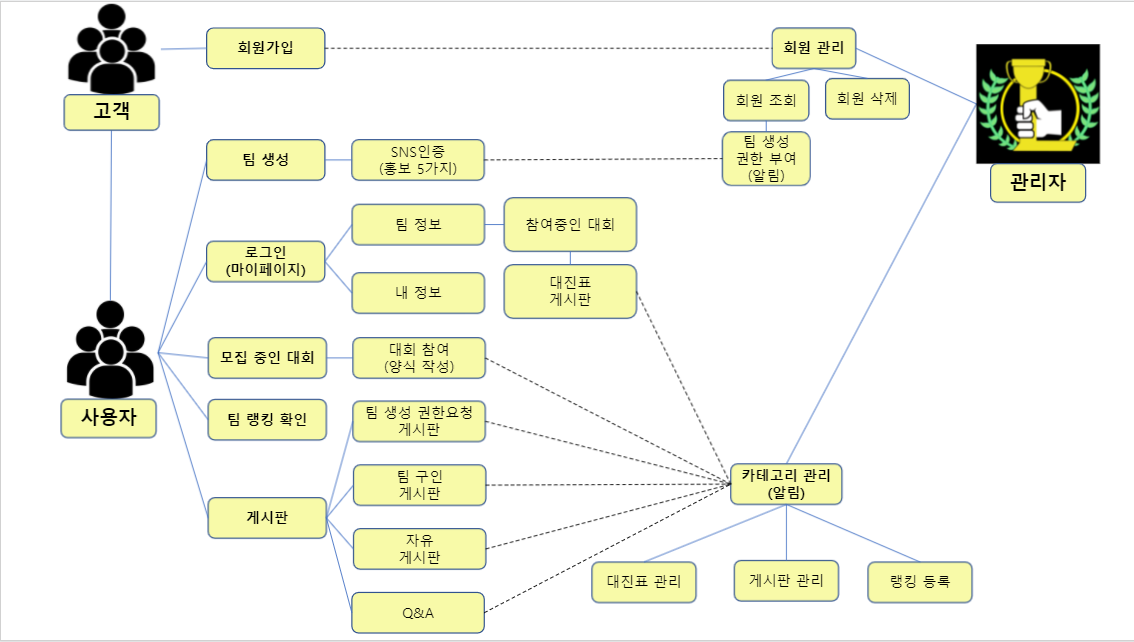 회원가입
회원 관리
고객
회원 조회
회원 삭제
팀 생성
권한 부여
(알림)
관리자
팀 생성
SNS인증
(홍보 5가지)
로그인
(마이페이지)
팀 정보
참여중인 대회
내 정보
대진표
게시판
모집 중인 대회
대회 참여
(양식 작성)
사용자
팀 랭킹 확인
팀 생성 권한요청
게시판
팀 구인
게시판
게시판
자유
게시판
Q&A
카테고리 관리
(알림)
대진표 관리
게시판 관리
랭킹 등록